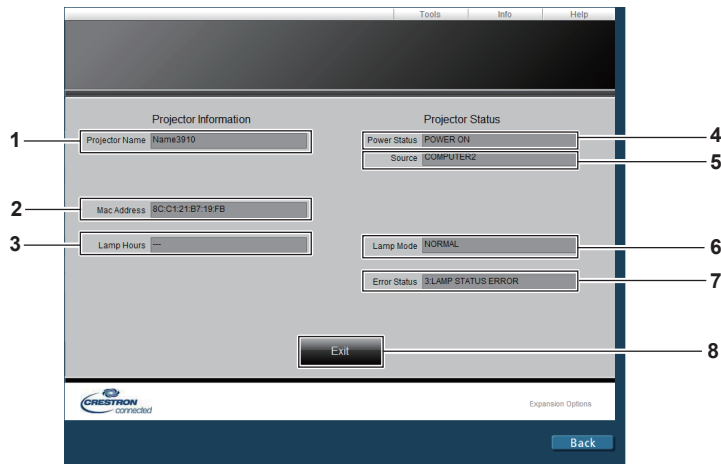 Tools Info Help
Projector Information
Projector Status
1 Projector Name Name3910
Power Status POWER ON 4
Source COMPUTER2 5
2 Mac Address 8C:C1:21:B7:19:FB
3 Lamp Hours ---
Lamp Mode NORMAL 6
Error Status 3:LAMP STATUS ERROR 7
Exit 8
CRESTRON
connected
Expansion Options
Back